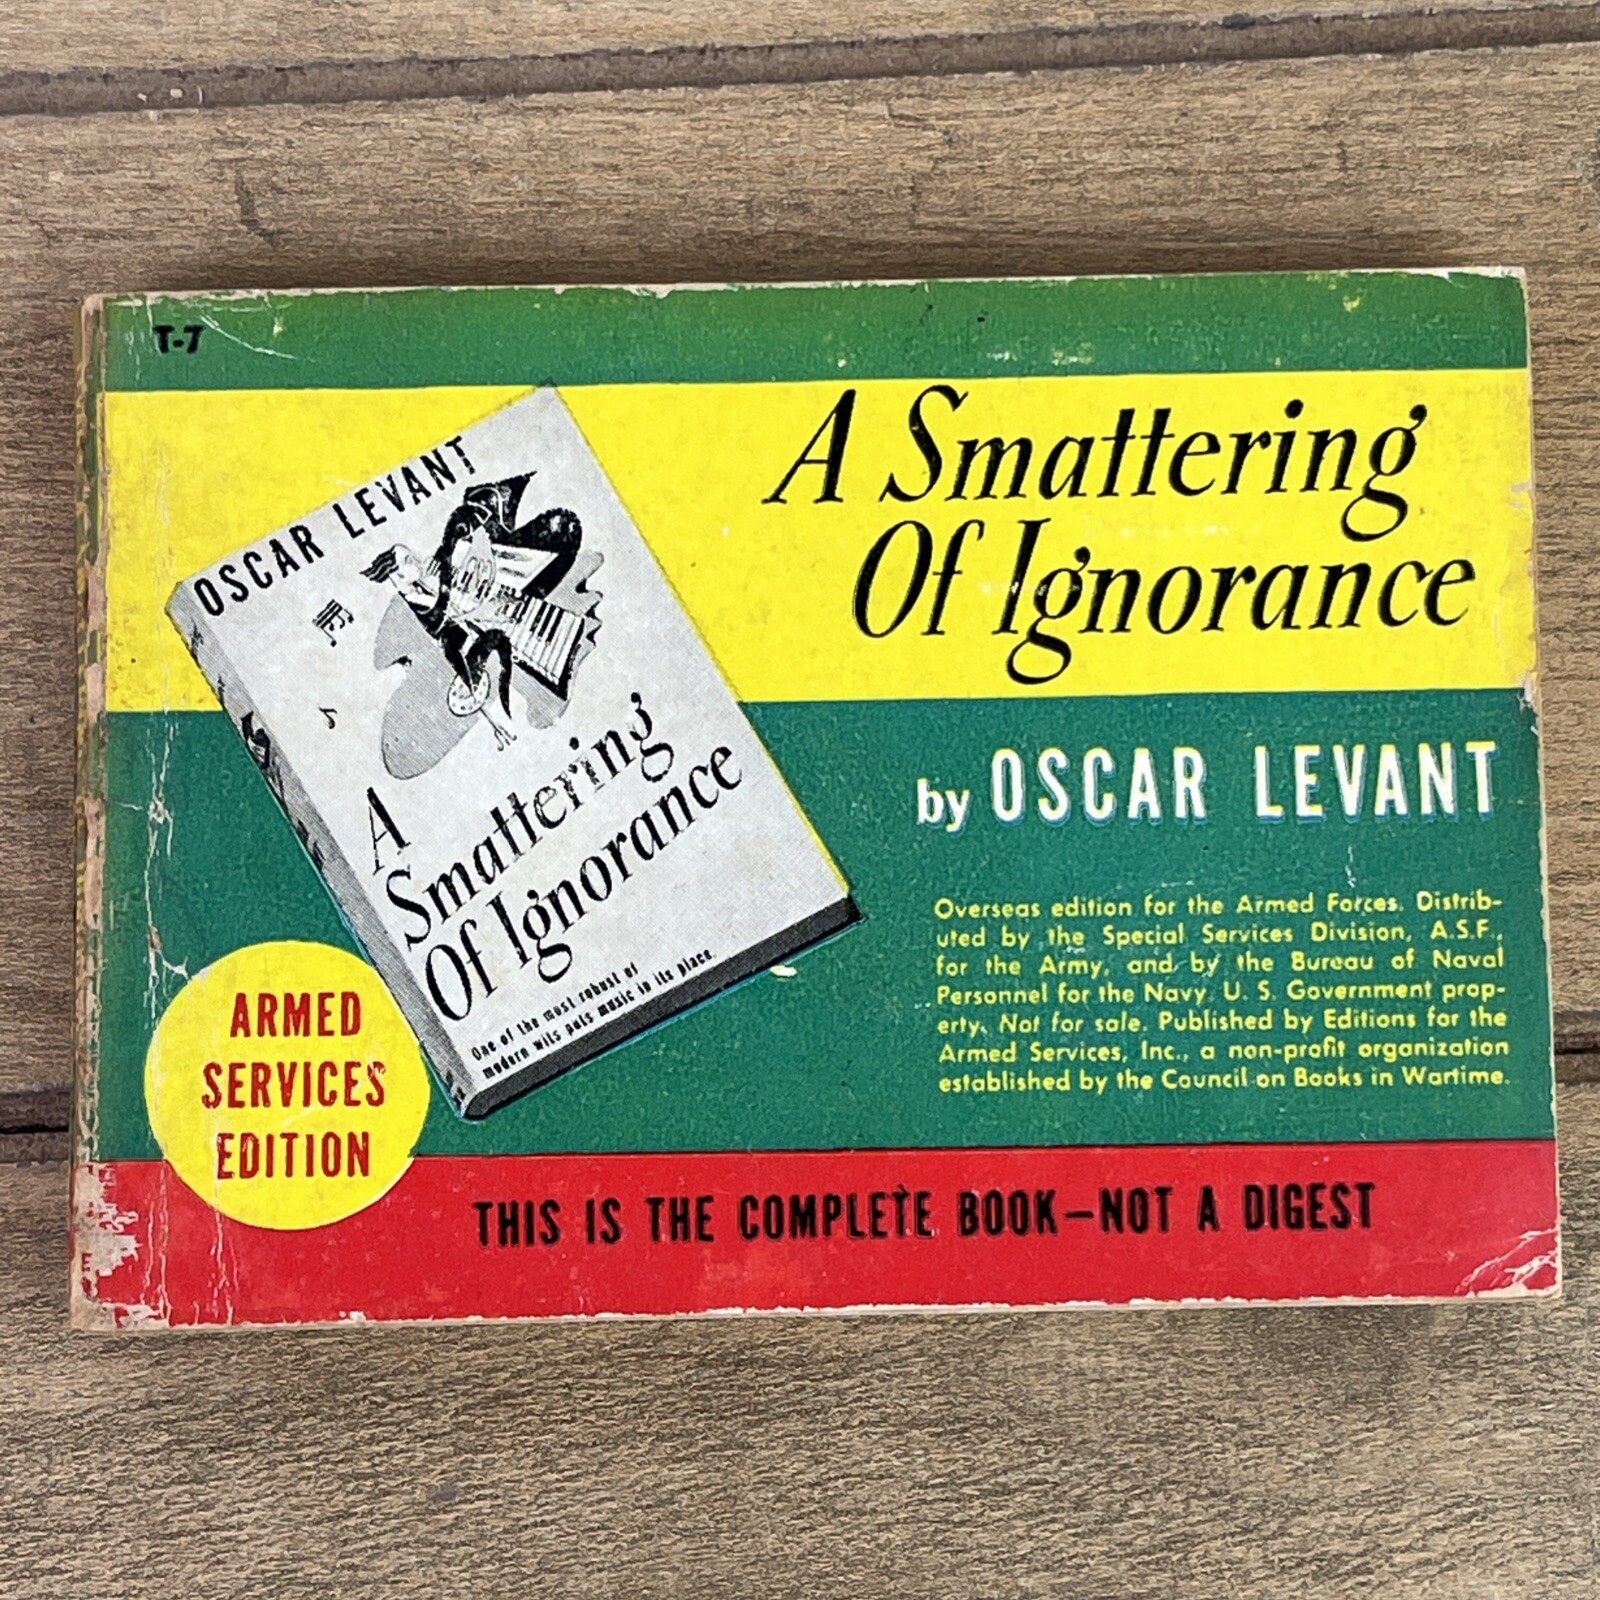 T-7
A Smattering
Of Ignorance
by OSCAR LEVANT
OSCAR LEVANT
A
Smattering
Of Ignorance
One of the most robust of
modern wits puts music in its place.
Overseas edition for the Armed Forces. Distrib-
uted by the Special Services Division, A.S.F.,
for the Army, and by the Bureau of Naval
Personnel for the Navy. U. S. Government prop-
erty. Not for sale. Published by Editions for the
Armed Services, Inc., a non-profit organization
established by the Council on Books in Wartime.
ARMED
SERVICES
EDITION
THIS IS THE COMPLETE BOOK—NOT A DIGEST